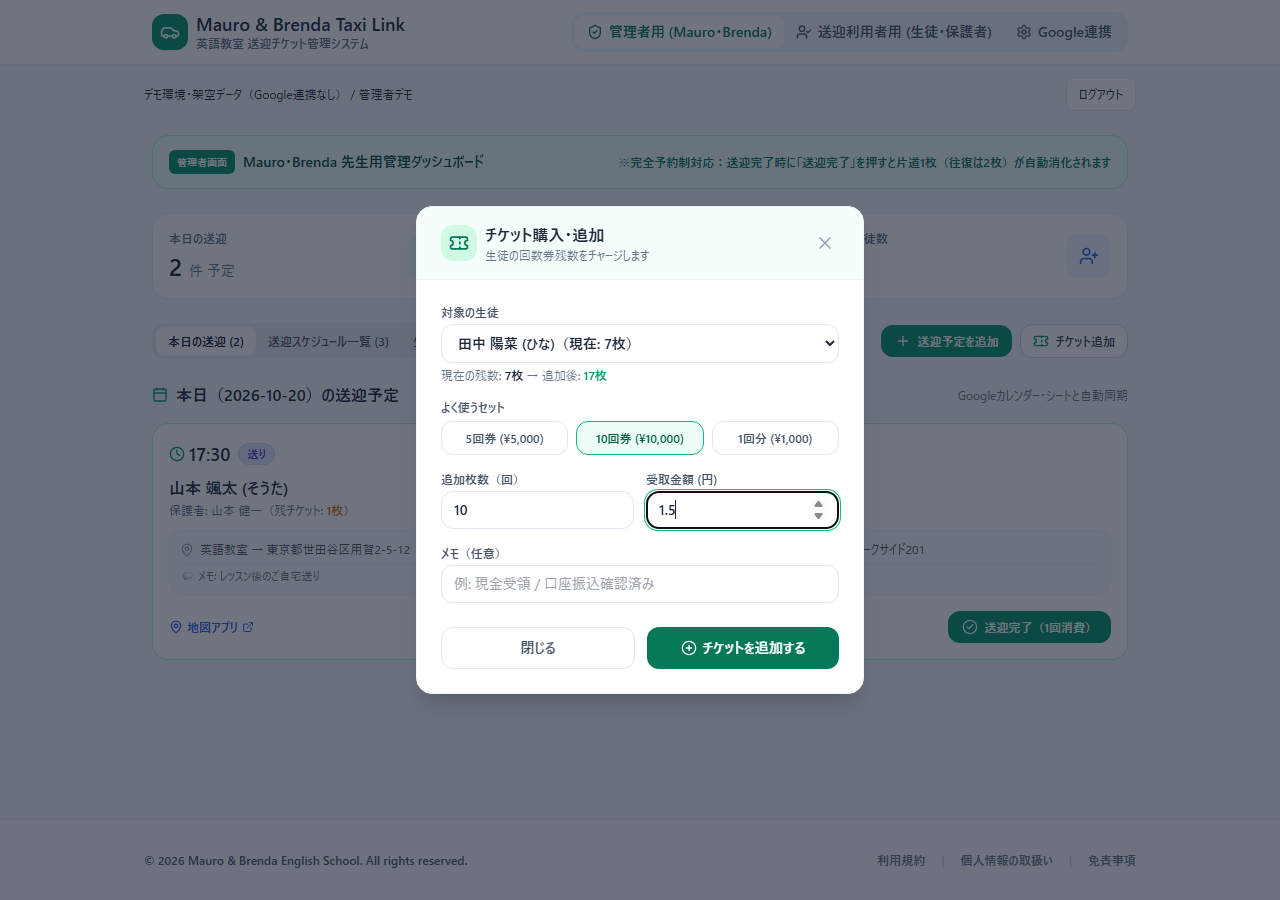 Mauro & Brenda Taxi Link
英語教室 送迎チケット管理システム
管理者用 (Mauro・Brenda)
送迎利用者用 (生徒・保護者)
Google連携
デモ環境・架空データ（Google連携なし） / 管理者デモ
ログアウト
管理者画面
Mauro・Brenda 先生用管理ダッシュボード
※完全予約制対応：送迎完了時に「送迎完了」を押すと片道1枚（往復は2枚）が自動消化されます
本日の送迎
2 件 予定
徒数
本日の送迎 (2)
送迎スケジュール一覧 (3)
送迎予定を追加
チケット追加
本日（2026-10-20）の送迎予定
Googleカレンダー・シートと自動同期
17:30 送り
山本 颯太 (そうた)
保護者: 山本 健一（残チケット: 1枚）
英語教室 → 東京都世田谷区用賀2-5-12
ークサイド201
メモ: レッスン後のご自宅送り
地図アプリ
送迎完了（1回消費）
チケット購入・追加
生徒の回数券残数をチャージします
対象の生徒
田中 陽菜 (ひな)（現在: 7枚）
現在の残数: 7枚 → 追加後: 17枚
よく使うセット
5回券 (¥5,000)
10回券 (¥10,000)
1回分 (¥1,000)
追加枚数（回）
受取金額 (円)
10
1.5
メモ（任意）
例: 現金受領 / 口座振込確認済み
閉じる
チケットを追加する
© 2026 Mauro & Brenda English School. All rights reserved.
利用規約 | 個人情報の取扱い | 免責事項